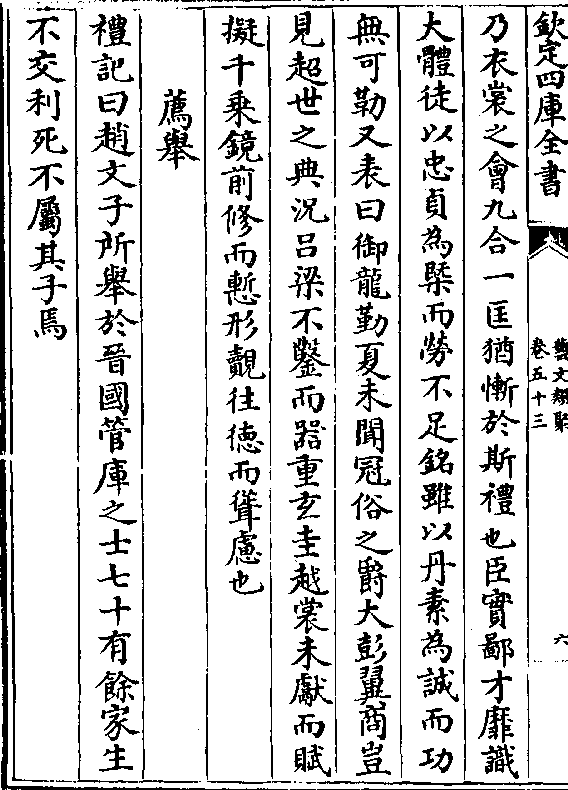 欽定四庫全書
藝文類聚
卷五十三
六
乃衣裳之會九合一匡猶慚於斯禮也臣實鄙才靡識
大體徒以忠貞為槩而勞不足銘雖以丹素為誠而功
無可勒又表曰御龍勤夏未聞冠俗之爵大彭翼商豈
見超世之典況吕梁不鑿而器重玄圭越裳未獻而賦
擬千乗鏡前修而慙形覿往徳而聳慮也
薦舉
禮記曰趙文子所舉於晉國管庫之士七十有餘家生
不交利死不屬其子焉